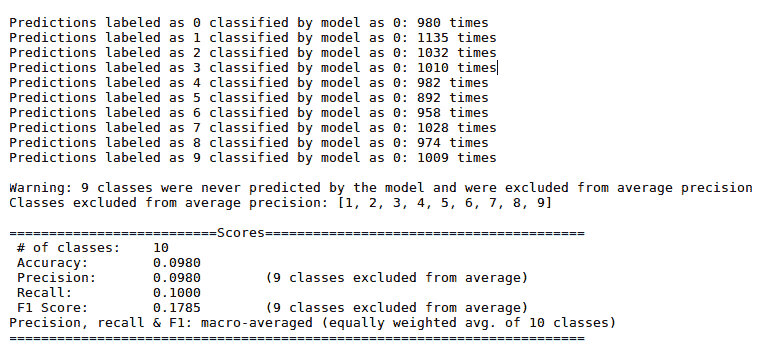 Predictions labeled as 0 classified by model as 0: 980 times
Predictions labeled as 1 classified by model as 0: 1135 times
Predictions labeled as 2 classified by model as 0: 1032 times
Predictions labeled as 3 classified by model as 0: 1010 times
Predictions labeled as 4 classified by model as 0: 982 times
Predictions labeled as 5 classified by model as 0: 892 times
Predictions labeled as 6 classified by model as 0: 958 times
Predictions labeled as 7 classified by model as 0: 1028 times
Predictions labeled as 8 classified by model as 0: 974 times
Predictions labeled as 9 classified by model as 0: 1009 times
Warning: 9 classes were never predicted by the model and were excluded from average precision
Classes excluded from average precision: [1, 2, 3, 4, 5, 6, 7, 8, 9]
==========================Scores========================================
# of classes:    10
Accuracy:        0.0980
Precision:       0.0980        (9 classes excluded from average)
Recall:          0.1000
F1 Score:        0.1785        (9 classes excluded from average)
Precision, recall & F1: macro-averaged (equally weighted avg. of 10 classes)
========================================================================